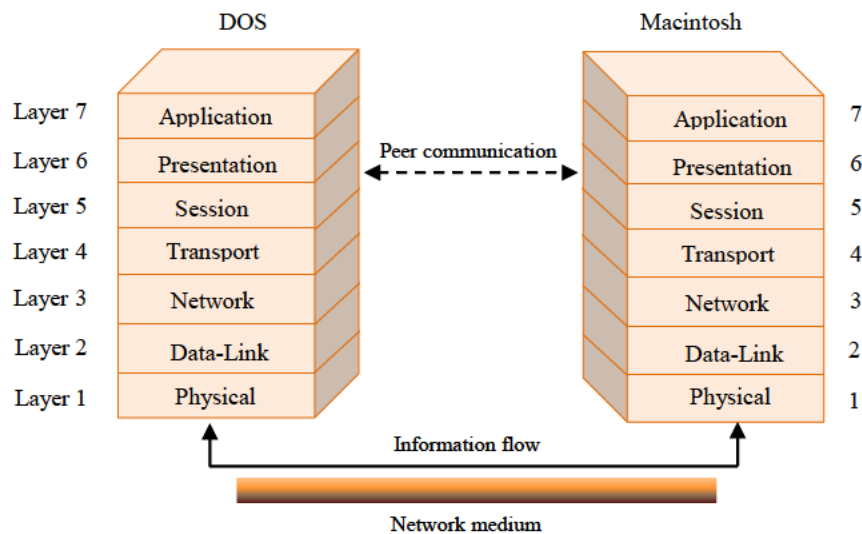 DOS
Macintosh
Layer 7
Application
Application
7
Layer 6
Presentation
Peer communication
Presentation
6
Layer 5
Session
Session
5
Layer 4
Transport
Transport
4
Layer 3
Network
Network
3
Layer 2
Data-Link
Data-Link
2
Layer 1
Physical
Physical
1
Information flow
Network medium